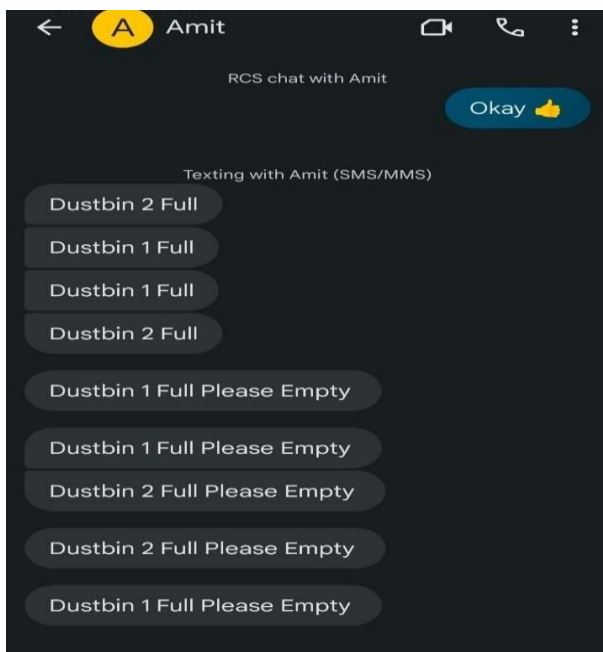 A Amit
RCS chat with Amit
Okay 👍
Texting with Amit (SMS/MMS)
Dustbin 2 Full
Dustbin 1 Full
Dustbin 1 Full
Dustbin 2 Full
Dustbin 1 Full Please Empty
Dustbin 1 Full Please Empty
Dustbin 2 Full Please Empty
Dustbin 2 Full Please Empty
Dustbin 1 Full Please Empty